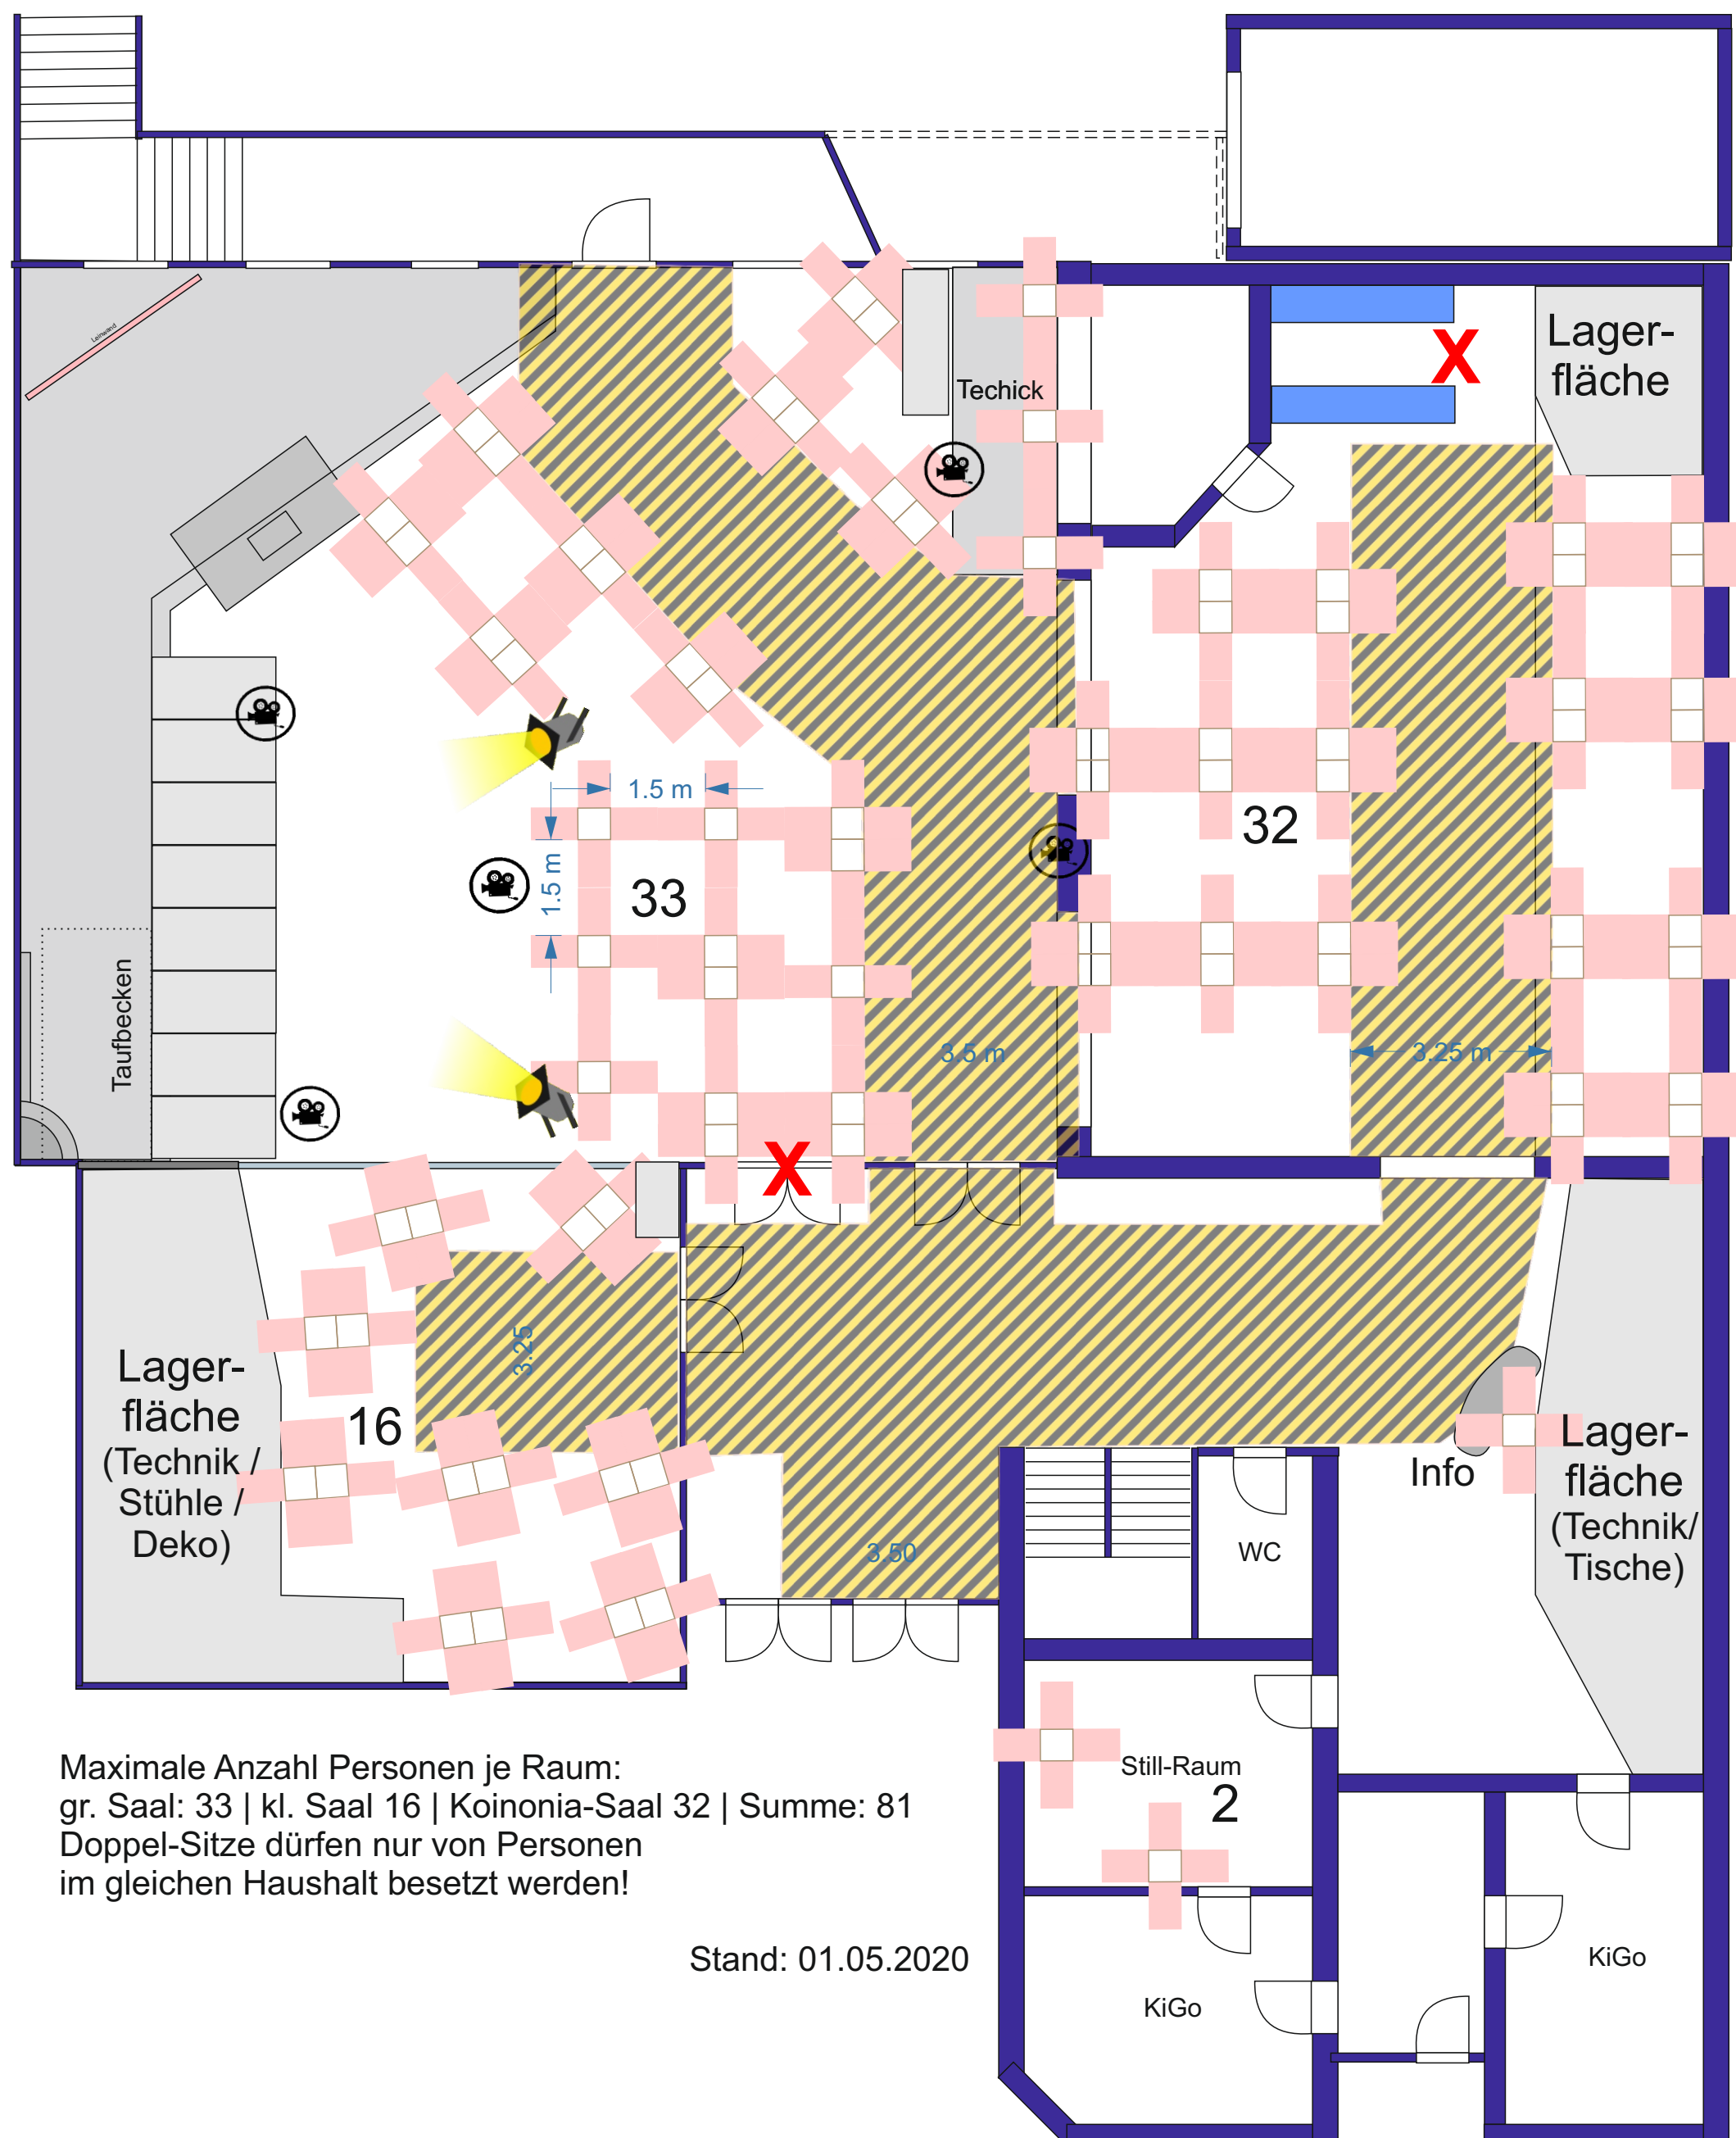 Leinwand
Techick
Lager-
fläche
X
1.5 m
1.5 m
33
32
Taufbecken
3.5 m
3.25 m
X
3.25
Lager-
fläche
(Technik /
Stühle /
Deko)
16
Info
Lager-
fläche
(Technik/
Tische)
3.50
WC
Still-Raum
2
Maximale Anzahl Personen je Raum:
gr. Saal: 33 | kl. Saal 16 | Koinonia-Saal 32 | Summe: 81
Doppel-Sitze dürfen nur von Personen
im gleichen Haushalt besetzt werden!
Stand: 01.05.2020
KiGo
KiGo